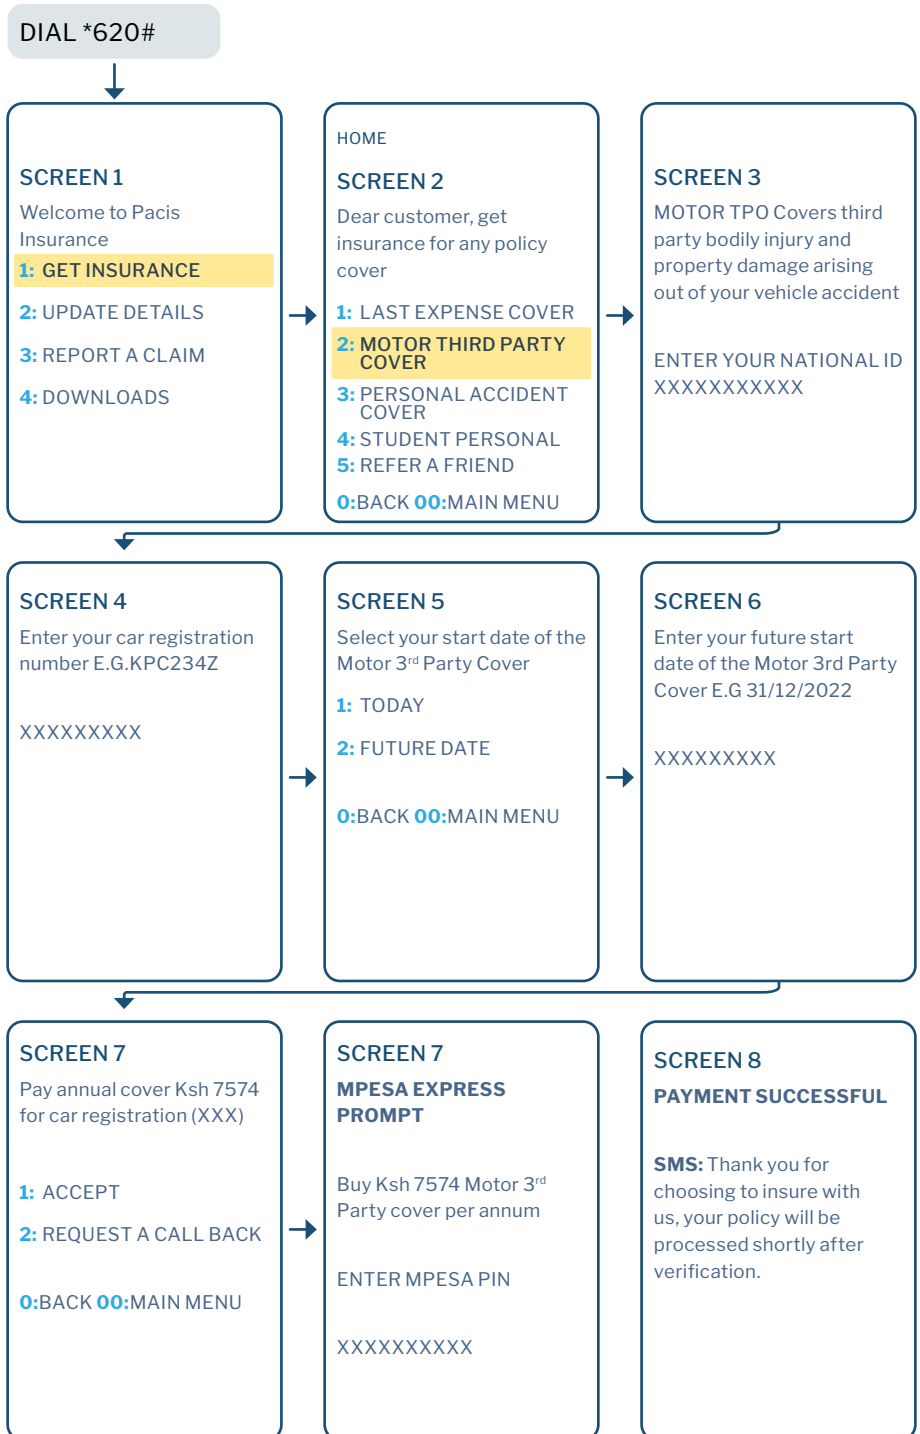 DIAL *620#
SCREEN 1
Welcome to Pacis
Insurance
1: GET INSURANCE
2: UPDATE DETAILS
3: REPORT A CLAIM
4: DOWNLOADS
HOME
SCREEN 2
Dear customer, get
insurance for any policy
cover
1: LAST EXPENSE COVER
2: MOTOR THIRD PARTY
COVER
3: PERSONAL ACCIDENT
COVER
4: STUDENT PERSONAL
5: REFER A FRIEND
0:BACK 00:MAIN MENU
SCREEN 3
MOTOR TPO Covers third
party bodily injury and
property damage arising
out of your vehicle accident
ENTER YOUR NATIONAL ID
XXXXXXXXXXX
SCREEN 4
Enter your car registration
number E.G.KPC234Z
XXXXXXXXX
SCREEN 5
Select your start date of the
Motor 3rd Party Cover
1: TODAY
2: FUTURE DATE
0:BACK 00:MAIN MENU
SCREEN 6
Enter your future start
date of the Motor 3rd Party
Cover E.G 31/12/2022
XXXXXXXXX
SCREEN 7
Pay annual cover Ksh 7574
for car registration (XXX)
1: ACCEPT
2: REQUEST A CALL BACK
0:BACK 00:MAIN MENU
SCREEN 7
MPESA EXPRESS
PROMPT
Buy Ksh 7574 Motor 3rd
Party cover per annum
ENTER MPESA PIN
XXXXXXXXXX
SCREEN 8
PAYMENT SUCCESSFUL
SMS: Thank you for
choosing to insure with
us, your policy will be
processed shortly after
verification.